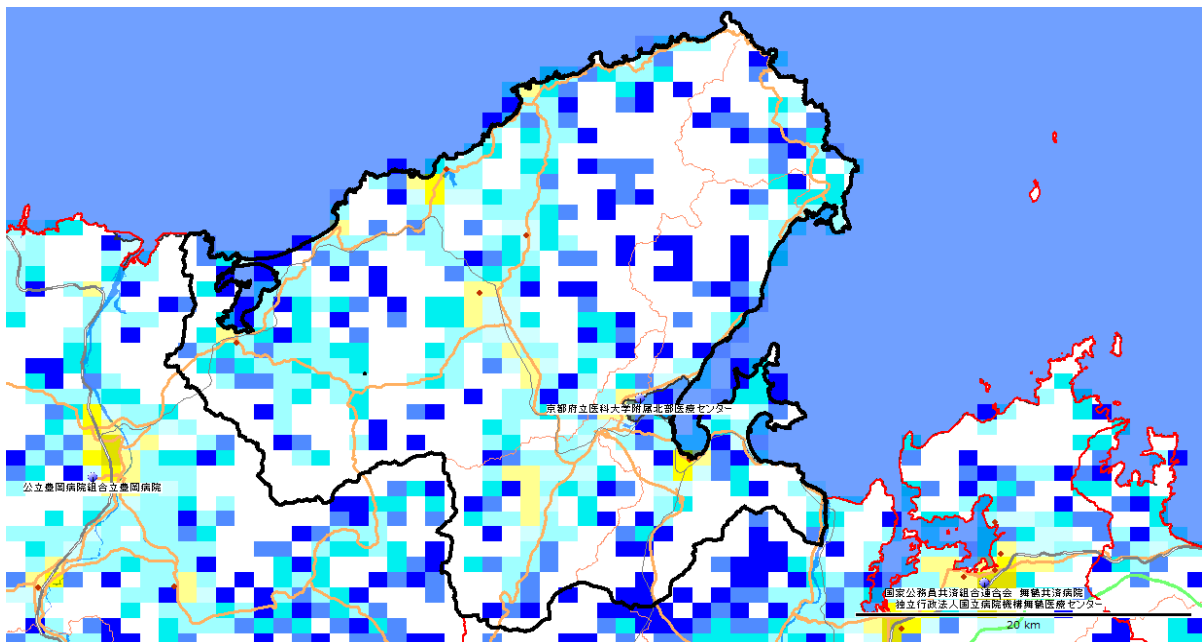 京都府立医科大学附属北部医療センター
公立豊岡病院組合立豊岡病院
国家公務員共済組合連合会 舞鶴共済病院
独立行政法人国立病院機構舞鶴医療センター
20 km